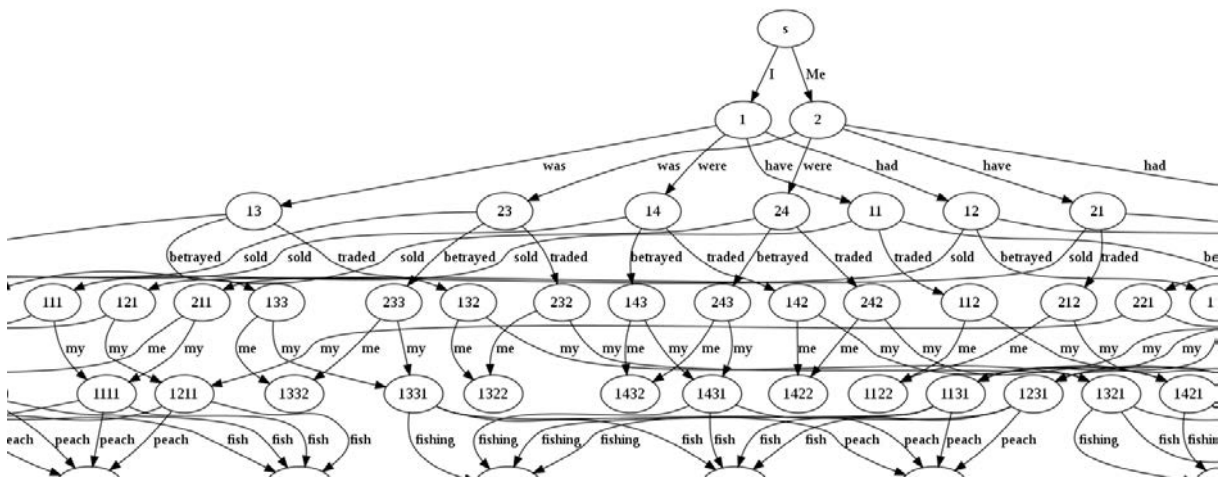 s
I Me
1 2
was was were have were had have had
13 23 14 24 11 12 21
betrayed sold sold traded sold betrayed traded sold betrayed traded betrayed traded traded sold betrayed sold traded
111 121 211 133 233 132 232 143 243 142 242 112 212 221
my my me my me my my me my me me my my me my me me my me my me my my my my
1111 1211 1332 1331 1322 1432 1431 1422 1122 1131 1231 1321 1421
peach peach peach fish fish fish fishing fishing fishing fishing fish fish fish peach peach peach peach fishing fish